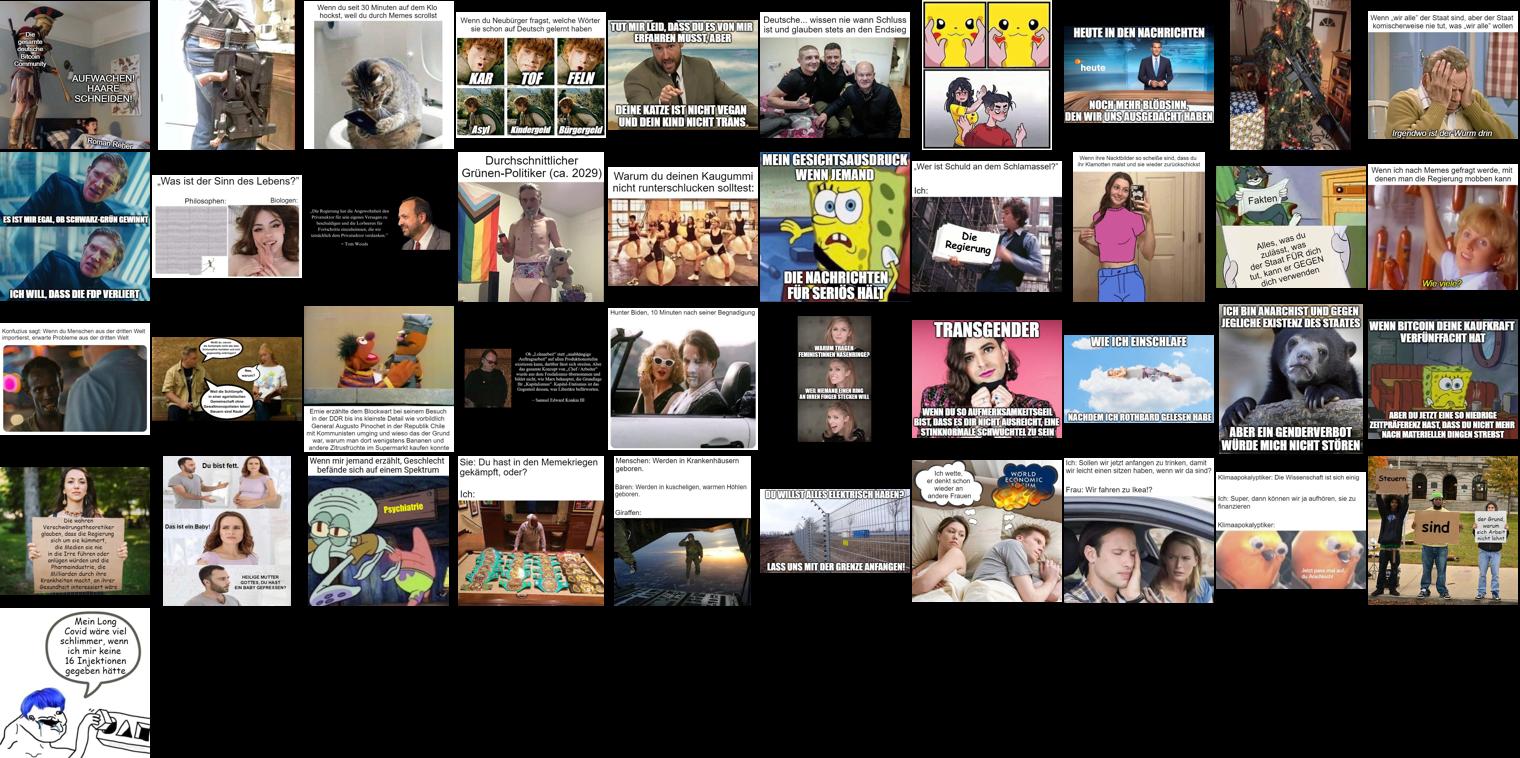 Die
gesamte
deutsche
Bitcoin
Community
AUFWACHEN!
HAARE
SCHNEIDEN!
Roman Reher
Wenn du seit 30 Minuten auf dem Klo
hockst, weil du durch Memes scrollst
Wenn du Neubürger fragst, welche Wörter
sie schon auf Deutsch gelernt haben
KAR TOF FELN
Asyl Kindergeld Bürgergeld
TUT MIR LEID, DASS DU ES VON MIR
ERFAHREN MUSST, ABER
DEINE KATZE IST NICHT VEGAN
UND DEIN KIND NICHT TRANS
Deutsche... wissen nie wann Schluss
ist und glauben stets an den Endsieg
HEUTE IN DEN NACHRICHTEN
heute
NOCH MEHR BLÖDSINN,
DEN WIR UNS AUSGEDACHT HABEN
Wenn „wir alle" der Staat sind, aber der Staat
komischerweise nie tut, was „wir alle" wollen
Irgendwo ist der Wurm drin
ES IST MIR EGAL, OB SCHWARZ-GRÜN GEWINNT
ICH WILL, DASS DIE FDP VERLIERT
„Was ist der Sinn des Lebens?"
Philosophen: Biologen:
„Die Regierung hat die Angewohnheit den
Privatsektor für sein eigenes Versagen zu
beschuldigen und die Lorbeeren für
Fortschritte einzuheimsen, die wir
tatsächlich dem Privatsektor verdanken."
~ Tom Woods
Durchschnittlicher
Grünen-Politiker (ca. 2029)
Warum du deinen Kaugummi
nicht runterschlucken solltest:
MEIN GESICHTSAUSDRUCK
WENN JEMAND
DIE NACHRICHTEN
FÜR SERIÖS HÄLT
„Wer ist Schuld an dem Schlamassel?"
Ich:
Die
Regierung
Wenn ihre Nacktbilder so scheiße sind, dass du
ihr Klamotten malst und sie wieder zurückschickst
Fakten
Alles, was du
zulässt, was
der Staat FÜR dich
tut, kann er GEGEN
dich verwenden
Wenn ich nach Memes gefragt werde, mit
denen man die Regierung mobben kann
Wie viele?
Konfuzius sagt: Wenn du Menschen aus der dritten Welt
importierst, erwarte Probleme aus der dritten Welt
Ernie erzählte dem Blockwart bei seinem Besuch
in der DDR bis ins kleinste Detail wie vorbildlich
General Augusto Pinochet in der Republik Chile
mit Kommunisten umging und wieso das der Grund
war, warum man dort wenigstens Bananen und
andere Zitrusfrüchte im Supermarkt kaufen konnte
~ Samuel Edward Konkin III
Hunter Biden, 10 Minuten nach seiner Begnadigung
WARUM TRAGEN
FEMINISTINNEN NASENRINGE?
WEIL NIEMAND EINEN RING
AN IHREN FINGER STECKEN WILL
TRANSGENDER
WENN DU SO AUFMERKSAMKEITSGEIL
BIST, DASS ES DIR NICHT AUSREICHT, EINE
STINKNORMALE SCHWUCHTEL ZU SEIN
WIE ICH EINSCHLAFE
NACHDEM ICH ROTHBARD GELESEN HABE
ICH BIN ANARCHIST UND GEGEN
JEGLICHE EXISTENZ DES STAATES
ABER EIN GENDERVERBOT
WÜRDE MICH NICHT STÖREN
WENN BITCOIN DEINE KAUFKRAFT
VERFÜNFFACHT HAT
ABER DU JETZT EINE SO NIEDRIGE
ZEITPRÄFERENZ HAST, DASS DU NICHT MEHR
NACH MATERIELLEN DINGEN STREBST
Die wahren
Verschwörungstheoretiker
glauben, dass die Regierung
sich um sie kümmert,
die Medien sie nie
in die Irre führen oder
anlügen würden und die
Pharmaindustrie, die
Milliarden durch ihre
Krankheiten macht, an ihrer
Gesundheit interessiert wäre
Du bist fett.
Das ist ein Baby!
HEILIGE MUTTER
GOTTES, DU HAST
EIN BABY GEFRESSEN?
Wenn mir jemand erzählt, Geschlecht
befände sich auf einem Spektrum
Psychiatrie
Sie: Du hast in den Memekriegen
gekämpft, oder?
Ich:
Menschen: Werden in Krankenhäusern
geboren.
Bären: Werden in kuscheligen, warmen Höhlen
geboren.
Giraffen:
DU WILLST ALLES ELEKTRISCH HABEN?
LASS UNS MIT DER GRENZE ANFANGEN!
Ich wette,
er denkt schon
wieder an
andere Frauen
WORLD
ECONOMIC
FORUM
Ich: Sollen wir jetzt anfangen zu trinken, damit
wir leicht einen sitzen haben, wenn wir da sind?
Frau: Wir fahren zu Ikea!?
Klimaapokalyptiker: Die Wissenschaft ist sich einig
Ich: Super, dann können wir ja aufhören, sie zu
finanzieren
Klimaapokalyptiker:
Jetzt pass mal auf,
du Arschloch!
Steuern
sind
der Grund,
warum
sich Arbeit
nicht lohnt
Mein Long
Covid wäre viel
schlimmer, wenn
ich mir keine
16 Injektionen
gegeben hätte